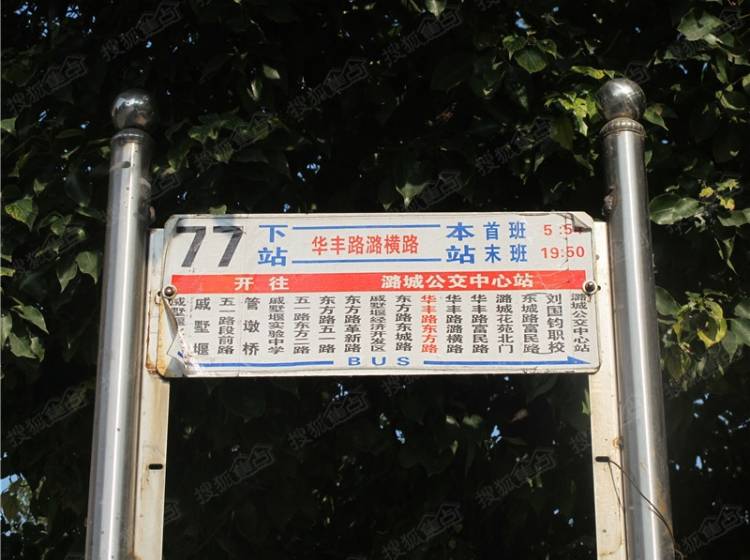 77
下站
华丰路潞横路
本站
首班 5:5
末班 19:50
开往 潞城公交中心站
戚墅堰
五一路段前路
管墩桥
戚墅堰实验中学
五一路东方二路
东方路五一路
东方路革新路
戚墅堰经济开发区
东方路东城路
华丰路东方路
华丰路潞横路
华丰路富民路
潞城花苑北门
东城路富民路
刘国钧职校
潞城公交中心站
BUS